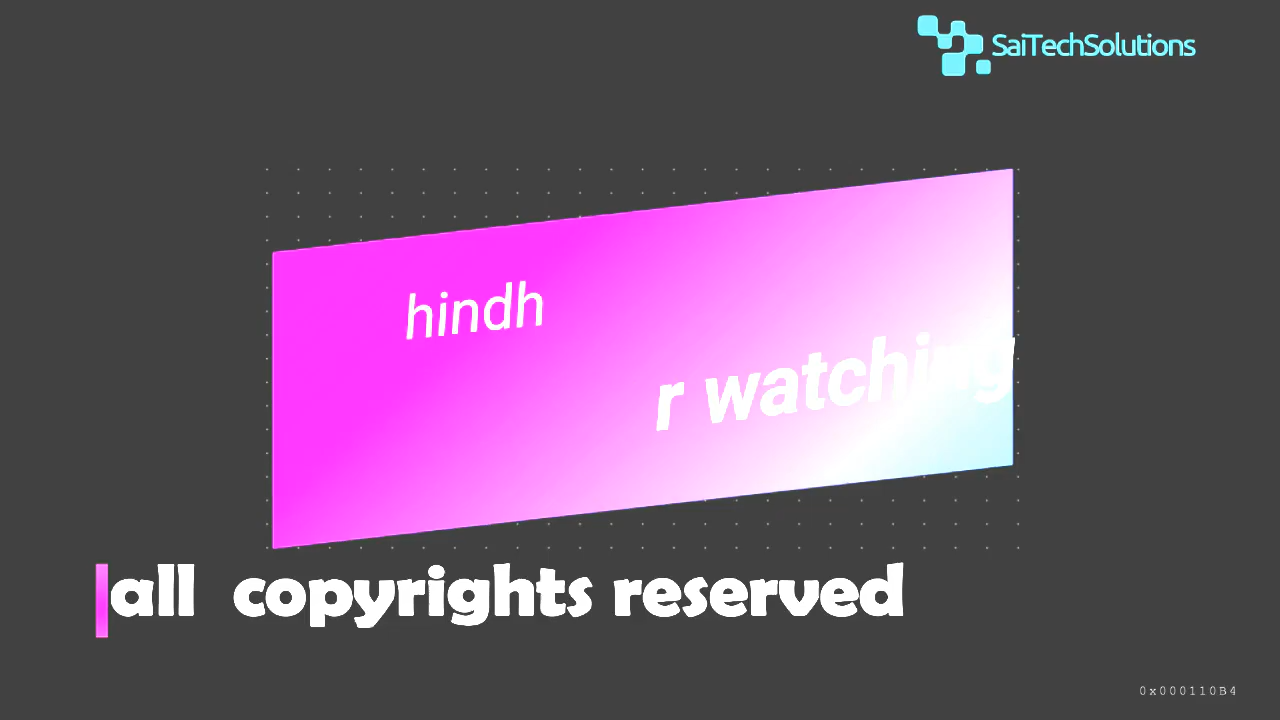 SaiTechSolutions
hindh
r watching
all copyrights reserved
0x000110B4